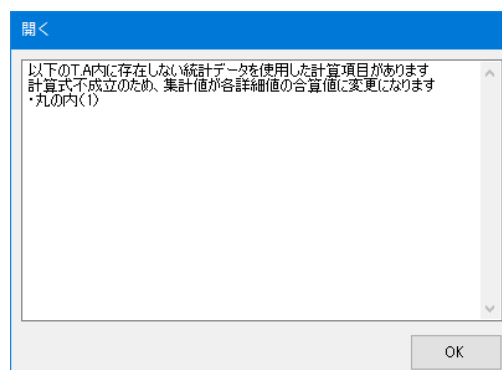 開く
以下のT.A内に存在しない統計データを使用した計算項目があります
計算式不成立のため、集計値が各詳細値の合算値に変更になります
・丸の内(1)
OK